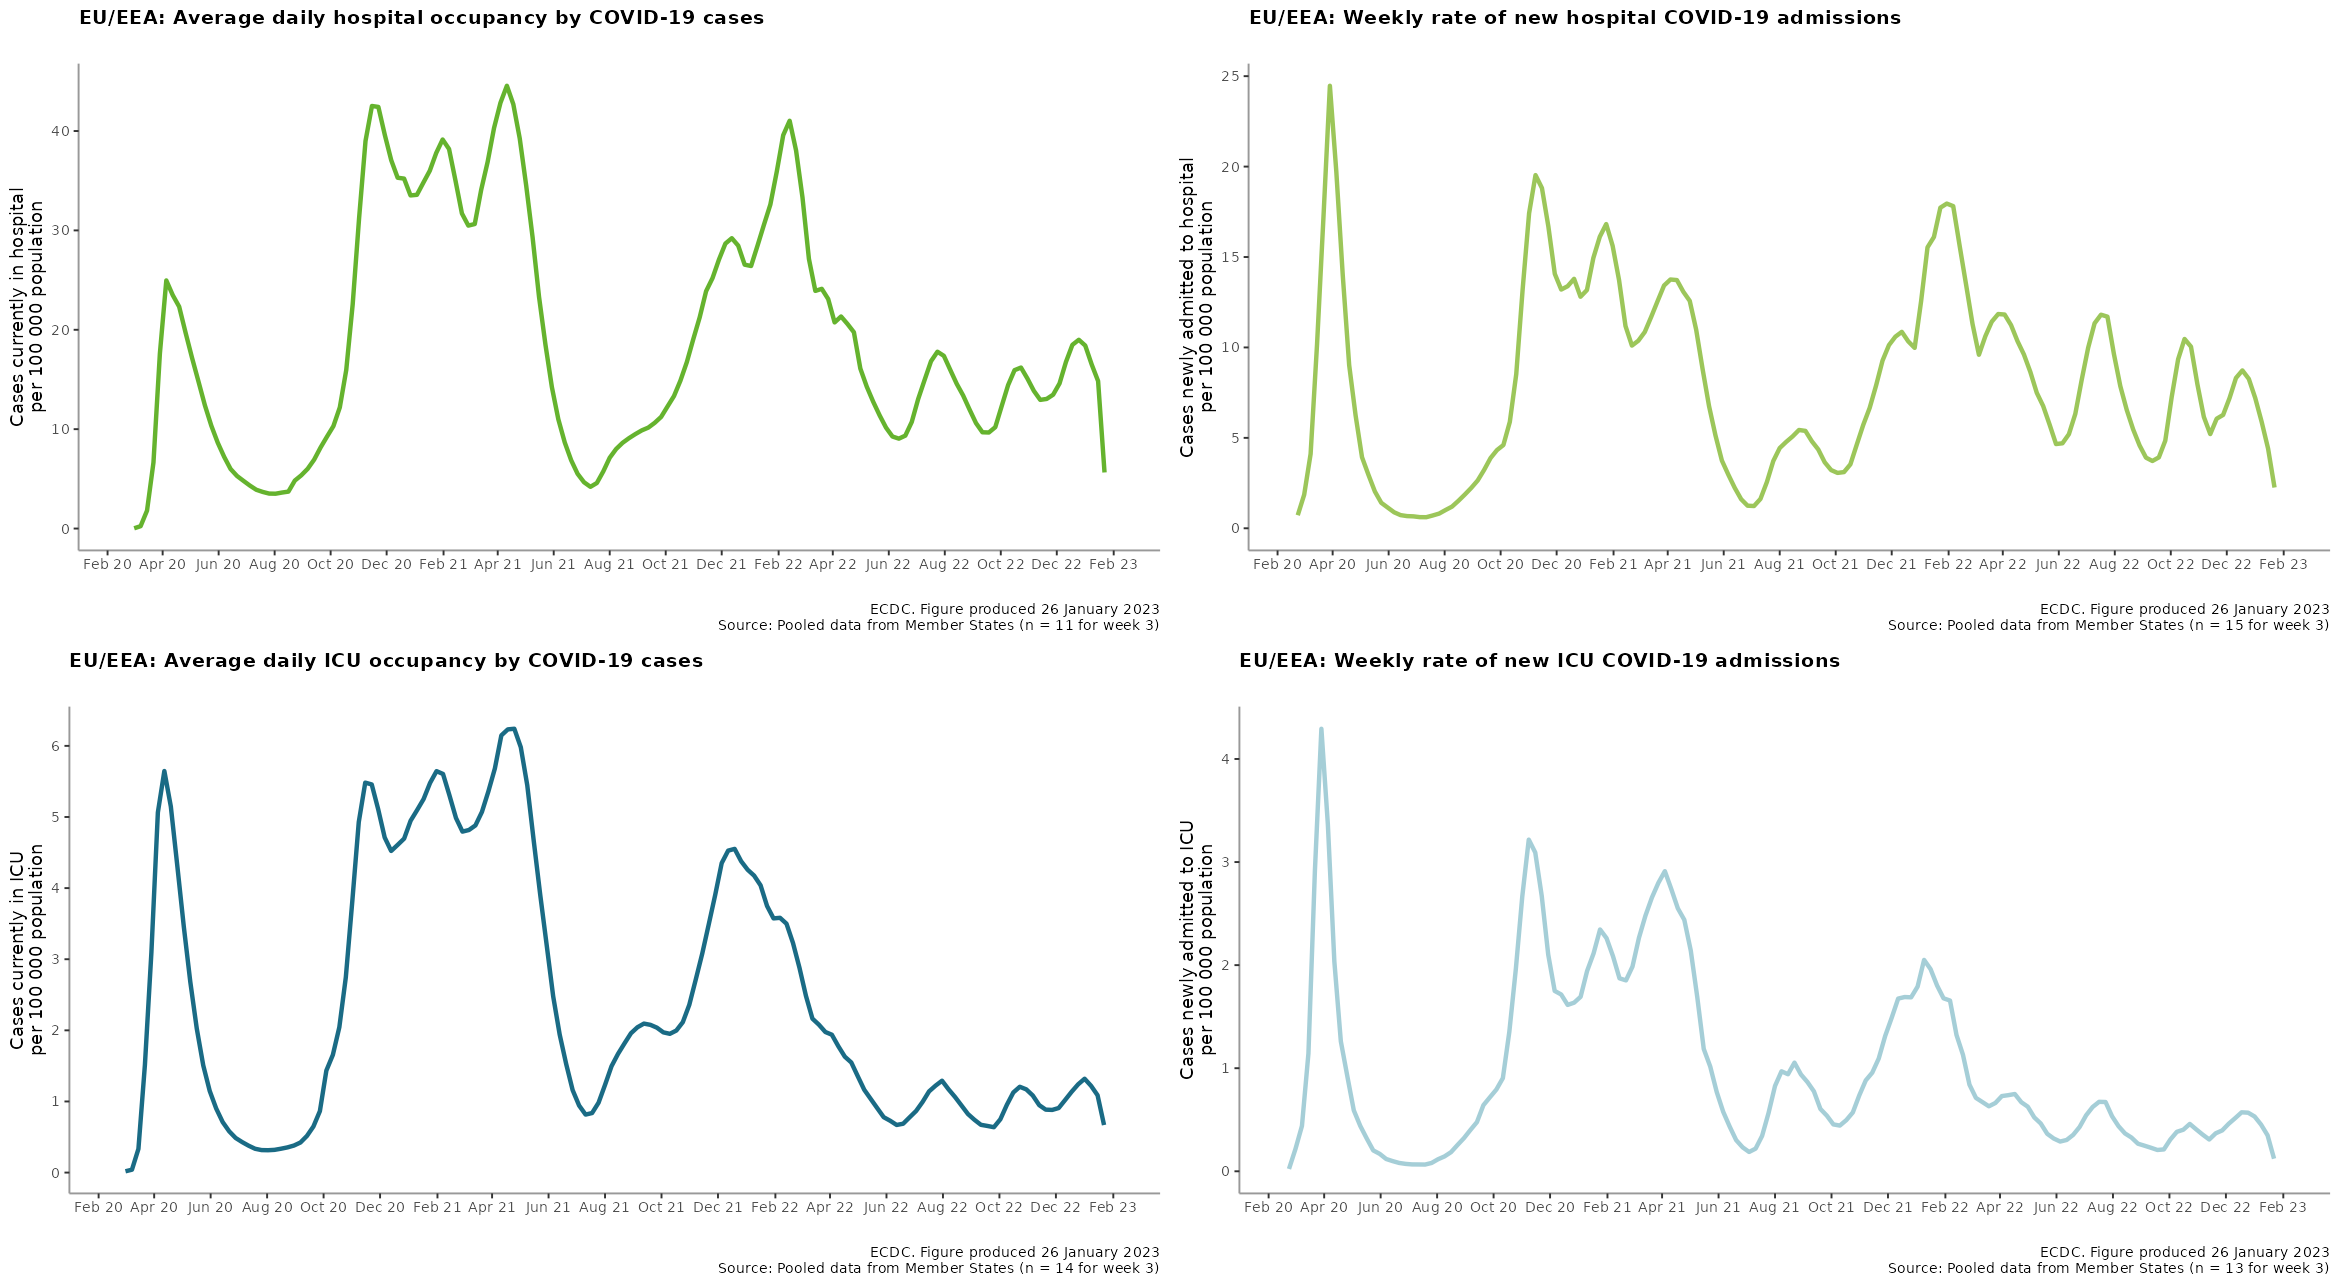 EU/EEA: Average daily hospital occupancy by COVID-19 cases
Cases currently in hospital
per 100 000 population
40
30
20
10
0
Feb 20 Apr 20 Jun 20 Aug 20 Oct 20 Dec 20 Feb 21 Apr 21 Jun 21 Aug 21 Oct 21 Dec 21 Feb 22 Apr 22 Jun 22 Aug 22 Oct 22 Dec 22 Feb 23
ECDC. Figure produced 26 January 2023
Source: Pooled data from Member States (n = 11 for week 3)
EU/EEA: Weekly rate of new hospital COVID-19 admissions
Cases newly admitted to hospital
per 100 000 population
25
20
15
10
5
0
Feb 20 Apr 20 Jun 20 Aug 20 Oct 20 Dec 20 Feb 21 Apr 21 Jun 21 Aug 21 Oct 21 Dec 21 Feb 22 Apr 22 Jun 22 Aug 22 Oct 22 Dec 22 Feb 23
ECDC. Figure produced 26 January 2023
Source: Pooled data from Member States (n = 15 for week 3)
EU/EEA: Average daily ICU occupancy by COVID-19 cases
Cases currently in ICU
per 100 000 population
6
5
4
3
2
1
0
Feb 20 Apr 20 Jun 20 Aug 20 Oct 20 Dec 20 Feb 21 Apr 21 Jun 21 Aug 21 Oct 21 Dec 21 Feb 22 Apr 22 Jun 22 Aug 22 Oct 22 Dec 22 Feb 23
ECDC. Figure produced 26 January 2023
Source: Pooled data from Member States (n = 14 for week 3)
EU/EEA: Weekly rate of new ICU COVID-19 admissions
Cases newly admitted to ICU
per 100 000 population
4
3
2
1
0
Feb 20 Apr 20 Jun 20 Aug 20 Oct 20 Dec 20 Feb 21 Apr 21 Jun 21 Aug 21 Oct 21 Dec 21 Feb 22 Apr 22 Jun 22 Aug 22 Oct 22 Dec 22 Feb 23
ECDC. Figure produced 26 January 2023
Source: Pooled data from Member States (n = 13 for week 3)